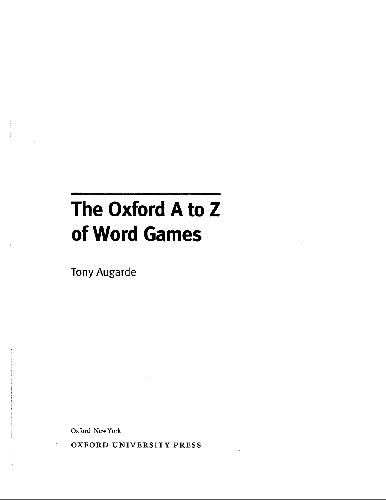 The Oxford A to Z
of Word Games
Tony Augarde
Oxford New York
OXFORD UNIVERSITY PRESS